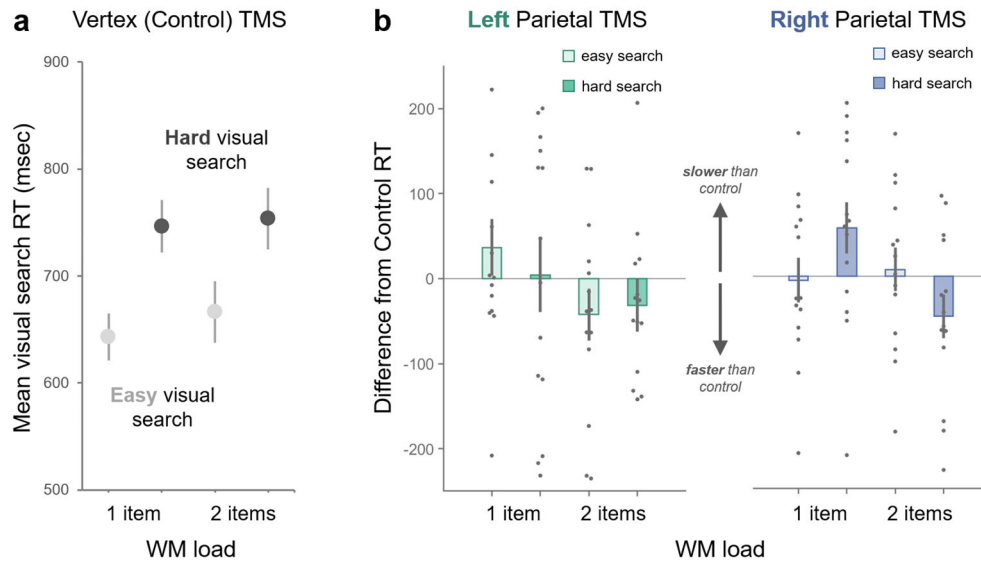 a
Vertex (Control) TMS
Mean visual search RT (msec)
900
800
700
600
500
Hard visual
search
Easy visual
search
1 item
2 items
WM load
b
Left Parietal TMS
easy search
hard search
Difference from Control RT
200
100
0
-100
-200
1 item
2 items
slower than
control
faster than
control
Right Parietal TMS
easy search
hard search
1 item
2 items
WM load